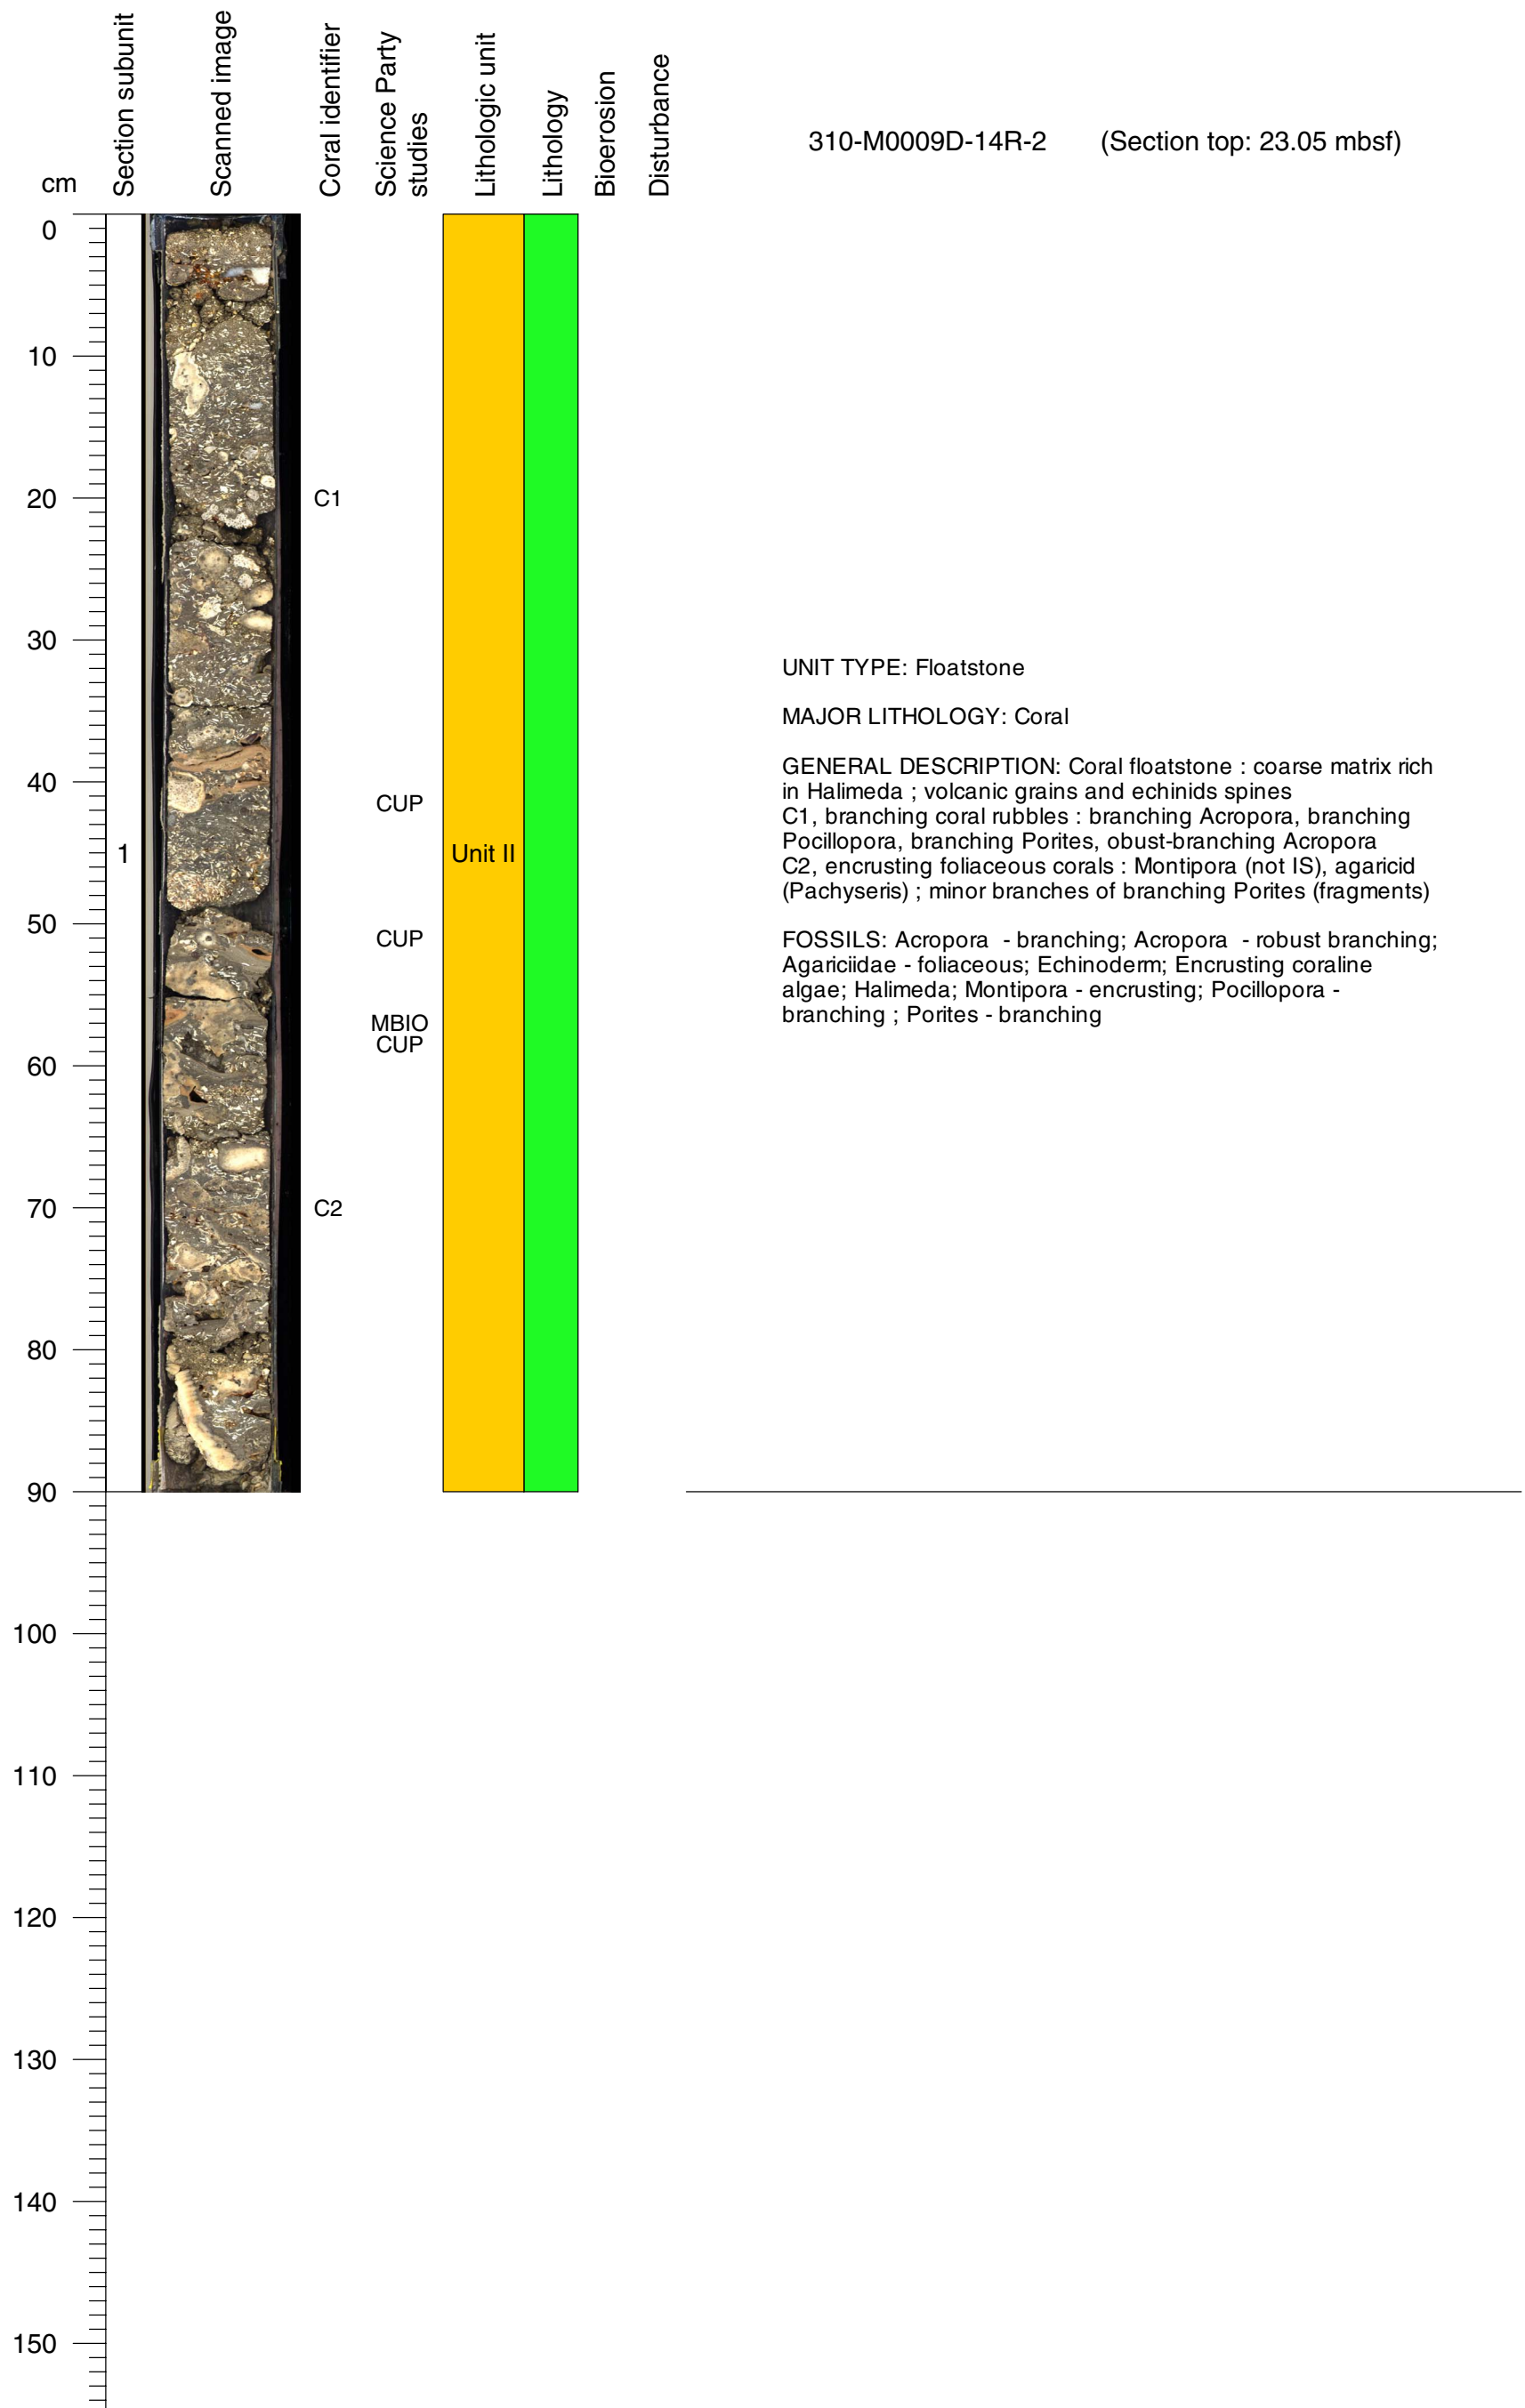 Section subunit
Scanned image
Coral identifier
Science Party
studies
Lithologic unit
Lithology
Bioerosion
Disturbance
cm
310-M0009D-14R-2 (Section top: 23.05 mbsf)
0
10
20
30
40
50
60
70
80
90
100
110
120
130
140
150
1
C1
C2
CUP
CUP
MBIO
CUP
Unit II
UNIT TYPE: Floatstone
MAJOR LITHOLOGY: Coral
GENERAL DESCRIPTION: Coral floatstone : coarse matrix rich
in Halimeda ; volcanic grains and echinids spines
C1, branching coral rubbles : branching Acropora, branching
Pocillopora, branching Porites, obust-branching Acropora
C2, encrusting foliaceous corals : Montipora (not IS), agaricid
(Pachyseris) ; minor branches of branching Porites (fragments)
FOSSILS: Acropora - branching; Acropora - robust branching;
Agariciidae - foliaceous; Echinoderm; Encrusting coraline
algae; Halimeda; Montipora - encrusting; Pocillopora -
branching ; Porites - branching